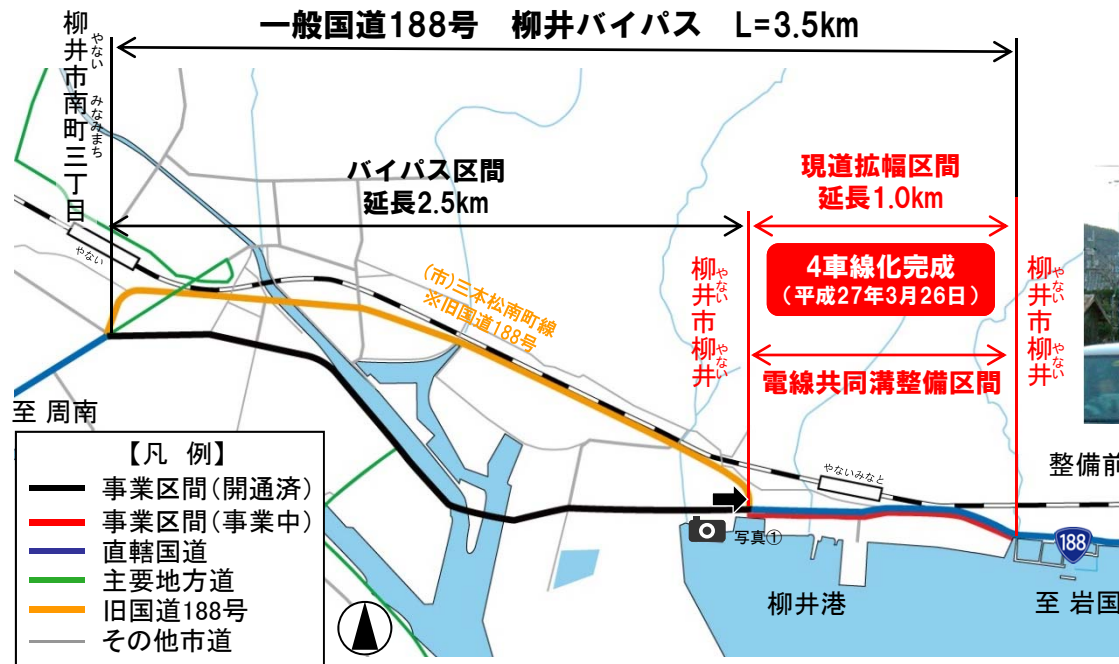 一般国道188号 柳井バイパス L=3.5km
柳井市南町三丁目
やない
みなみまち
バイパス区間
延長2.5km
現道拡幅区間
延長1.0km
4車線化完成
(平成27年3月26日)
電線共同溝整備区間
柳井市柳井
やない
やない
柳井市柳井
やない
やない
やない
(市)三本松南町線
※旧国道188号
至 周南
やないみなと
整備前
写真①
188
柳井港
至 岩国
【凡 例】
事業区間(開通済)
事業区間(事業中)
直轄国道
主要地方道
旧国道188号
その他市道